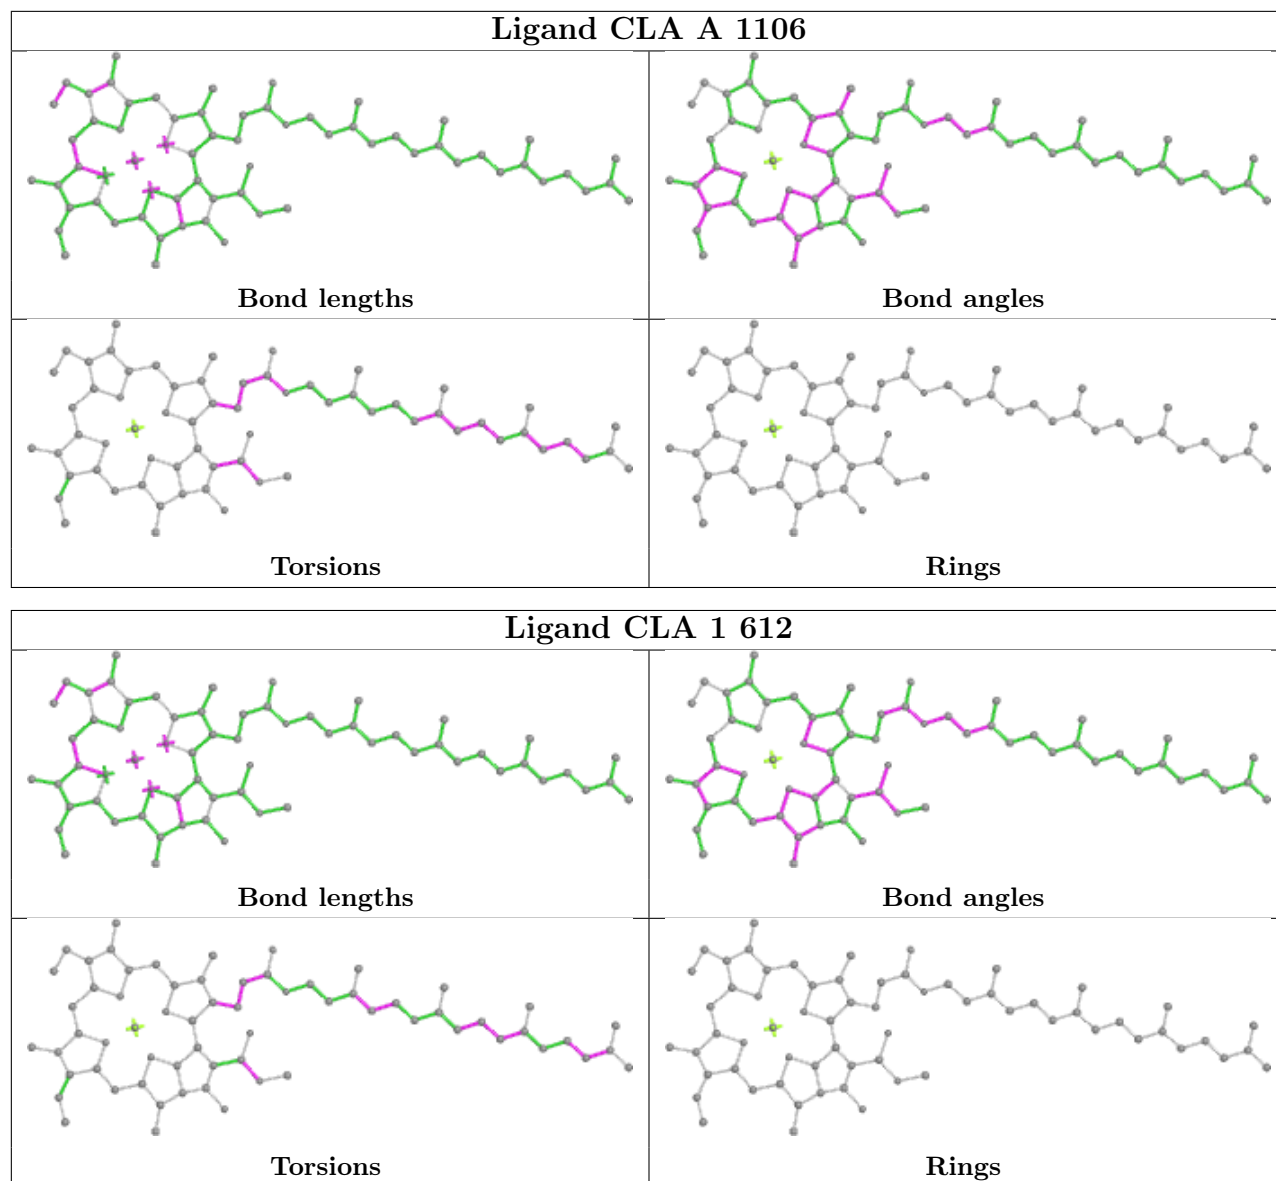 Ligand CLA A 1106
Bond lengths
Bond angles
Torsions
Rings
Ligand CLA 1 612
Bond lengths
Bond angles
Torsions
Rings